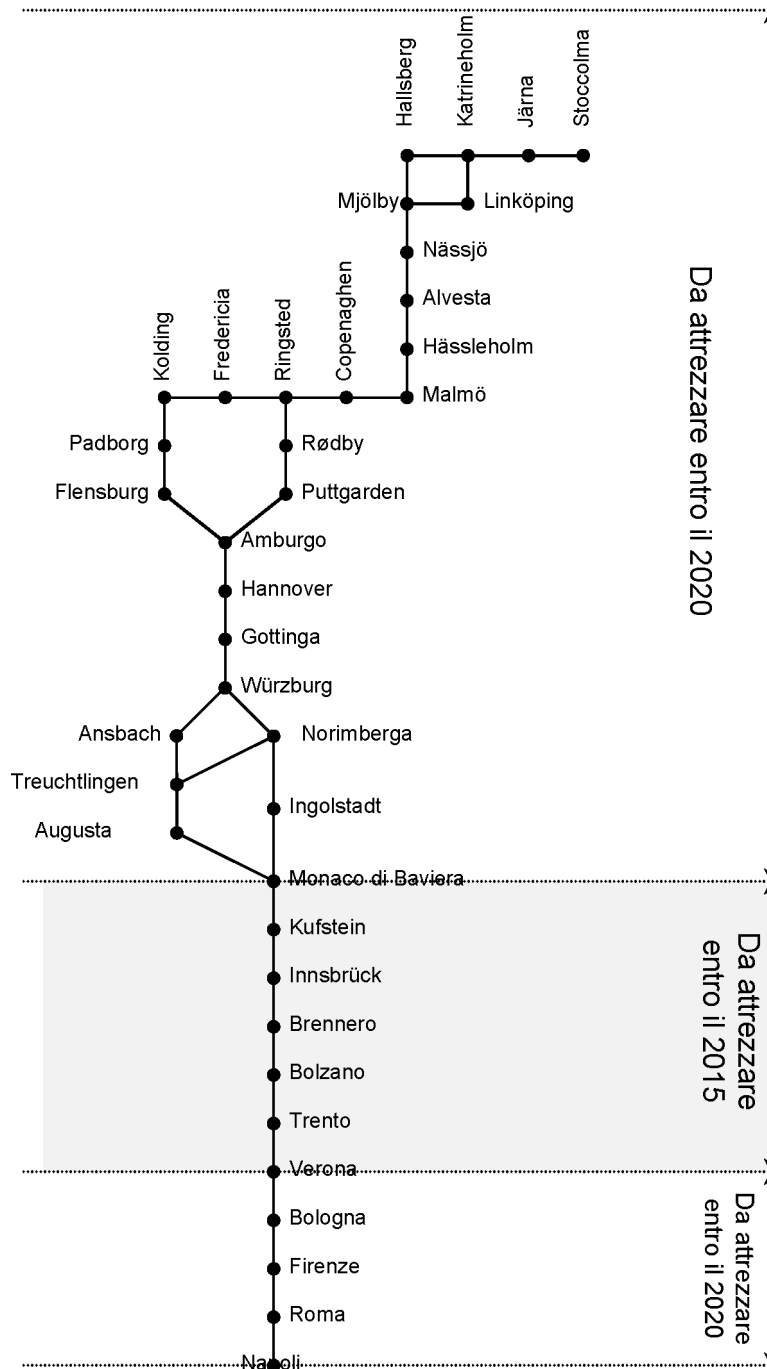 Hallsberg
Katrineholm
Järna
Stoccolma
Mjölby
Linköping
Nässjö
Alvesta
Hässleholm
Malmö
Kolding
Fredericia
Ringsted
Copenaghen
Padborg
Rødby
Flensburg
Puttgarden
Amburgo
Hannover
Gottinga
Würzburg
Ansbach
Norimberga
Treuchtlingen
Ingolstadt
Augusta
Monaco di Baviera
Kufstein
Innsbrück
Brennero
Bolzano
Trento
Verona
Bologna
Firenze
Roma
Napoli
Da attrezzare entro il 2020
Da attrezzare
entro il 2015
Da attrezzare
entro il 2020